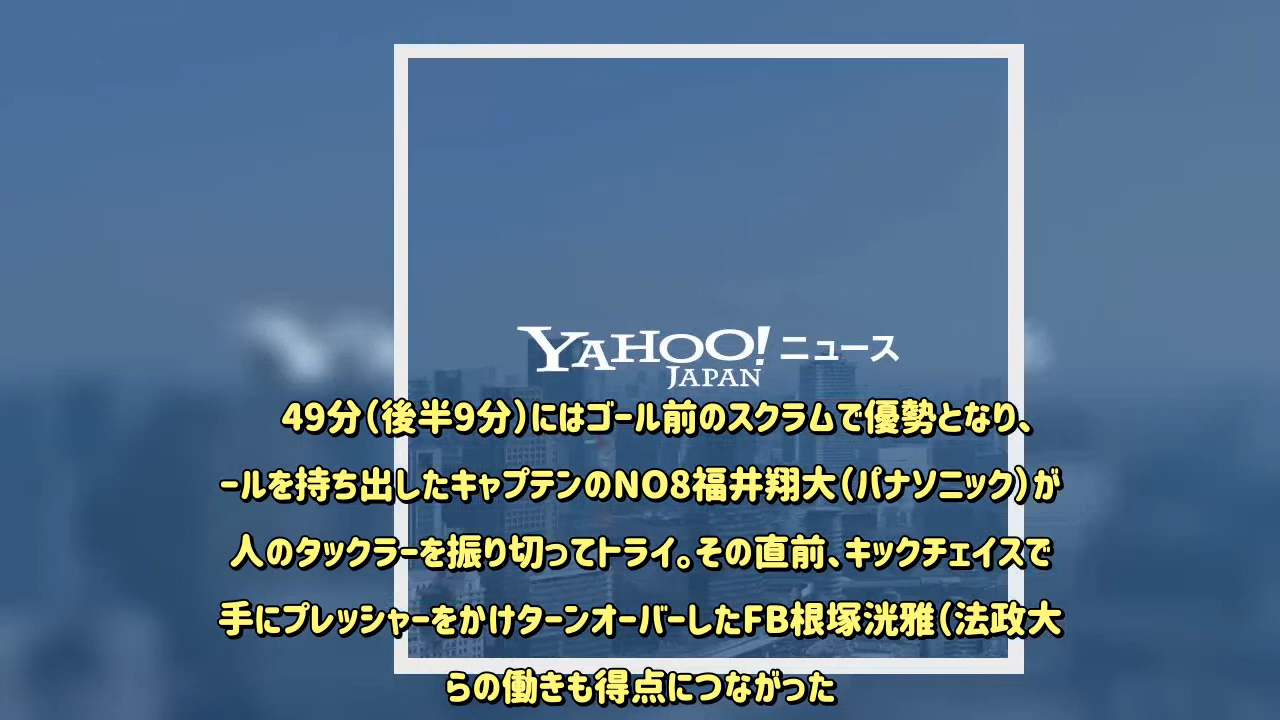 YAHOO!ニュース
JAPAN
49分(後半9分)にはゴール前のスクラムで優勢となり、
ールを持ち出したキャプテンのNO8福井翔大(パナソニック)が
人のタックラーを振り切ってトライ。その直前、キックチェイスで
手にプレッシャーをかけターンオーバーしたFB根塚洸雅(法政大
らの働きも得点につながった